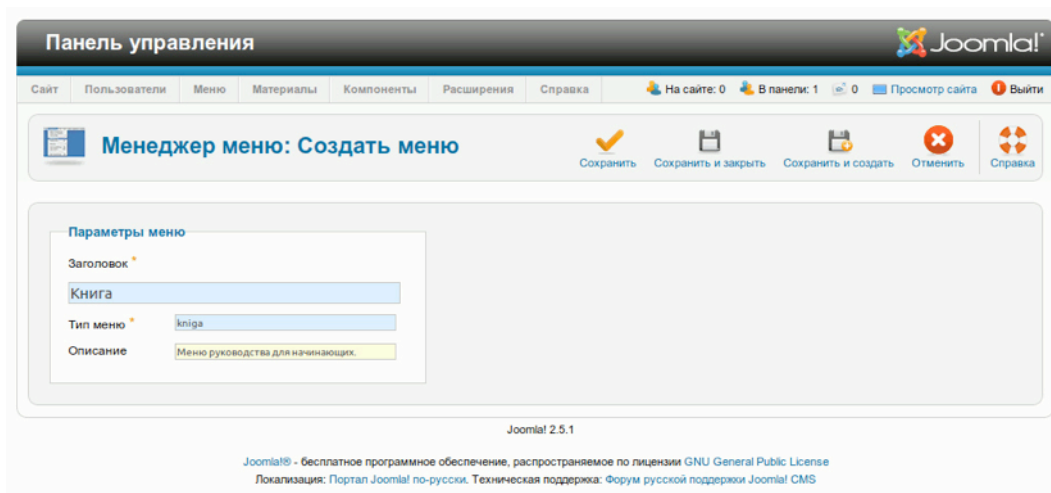 Панель управления Joomla!
Сайт Пользователи Меню Материалы Компоненты Расширения Справка На сайте: 0 В панели: 1 0 Просмотр сайта Выйти
Менеджер меню: Создать меню
Сохранить Сохранить и закрыть Сохранить и создать Отменить Справка
Параметры меню
Заголовок *
Книга
Тип меню * kniga
Описание Меню руководства для начинающих.
Joomla! 2.5.1
Joomla!® - бесплатное программное обеспечение, распространяемое по лицензии GNU General Public License
Локализация: Портал Joomla! по-русски. Техническая поддержка: Форум русской поддержки Joomla! CMS